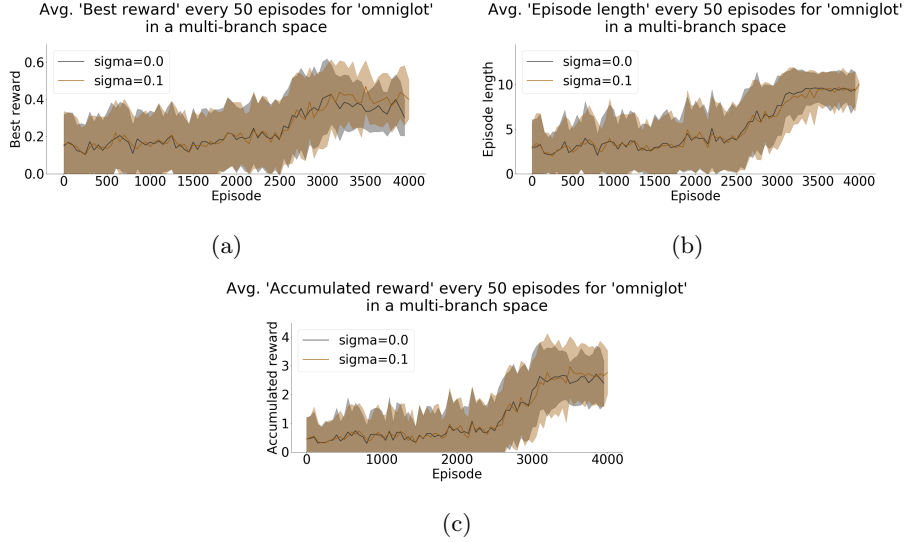 Avg. 'Best reward' every 50 episodes for 'omniglot'
in a multi-branch space
Best reward
0.6
0.4
0.2
0.0
sigma=0.0
sigma=0.1
0 500 1000 1500 2000 2500 3000 3500 4000
Episode
(a)
Avg. 'Episode length' every 50 episodes for 'omniglot'
in a multi-branch space
Episode length
10
5
0
sigma=0.0
sigma=0.1
0 500 1000 1500 2000 2500 3000 3500 4000
Episode
(b)
Avg. 'Accumulated reward' every 50 episodes for 'omniglot'
in a multi-branch space
Accumulated reward
4
3
2
1
0
sigma=0.0
sigma=0.1
0 1000 2000 3000 4000
Episode
(c)